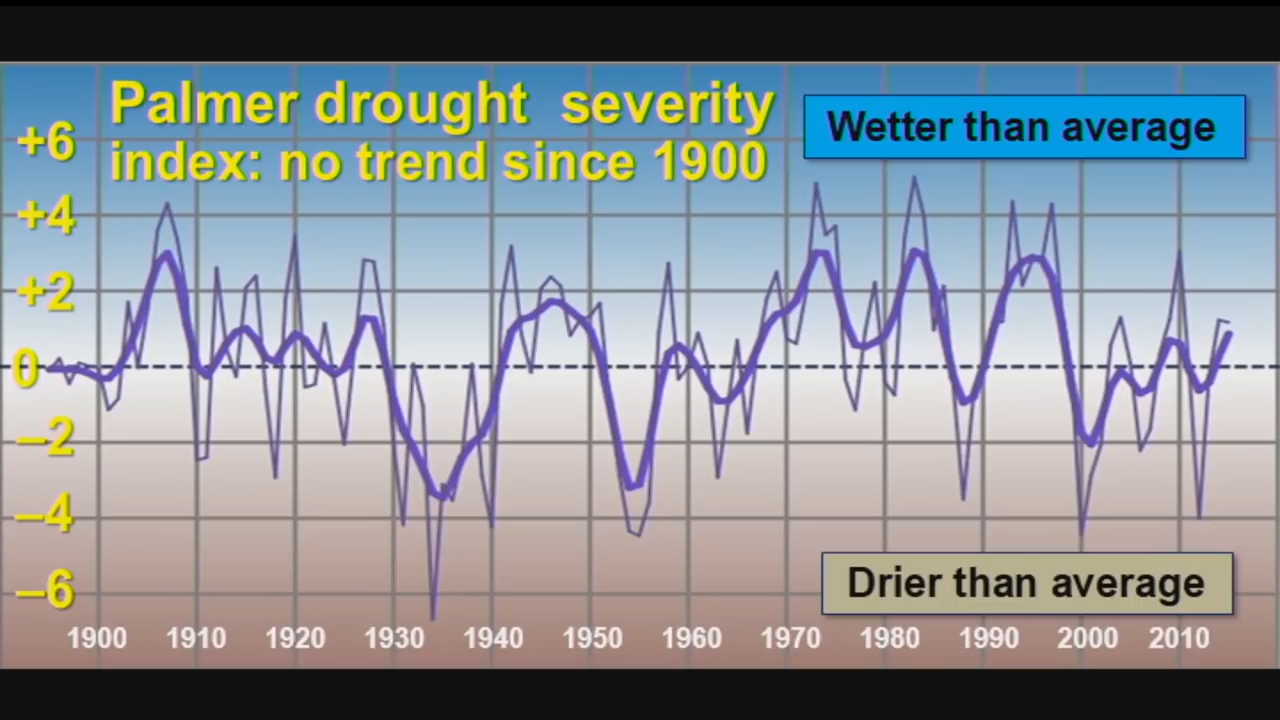 Palmer drought severity
index: no trend since 1900
Wetter than average
+6
+4
+2
0
–2
–4
–6
Drier than average
1900 1910 1920 1930 1940 1950 1960 1970 1980 1990 2000 2010